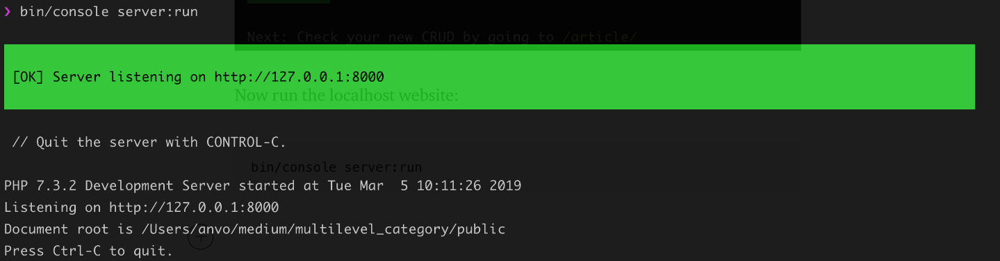 ❯ bin/console server:run
Next: Check your new CRUD by going to /article/
[OK] Server listening on http://127.0.0.1:8000
Now run the localhost website:
// Quit the server with CONTROL-C.
bin/console server:run
PHP 7.3.2 Development Server started at Tue Mar  5 10:11:26 2019
Listening on http://127.0.0.1:8000
Document root is /Users/anvo/medium/multilevel_category/public
Press Ctrl-C to quit.